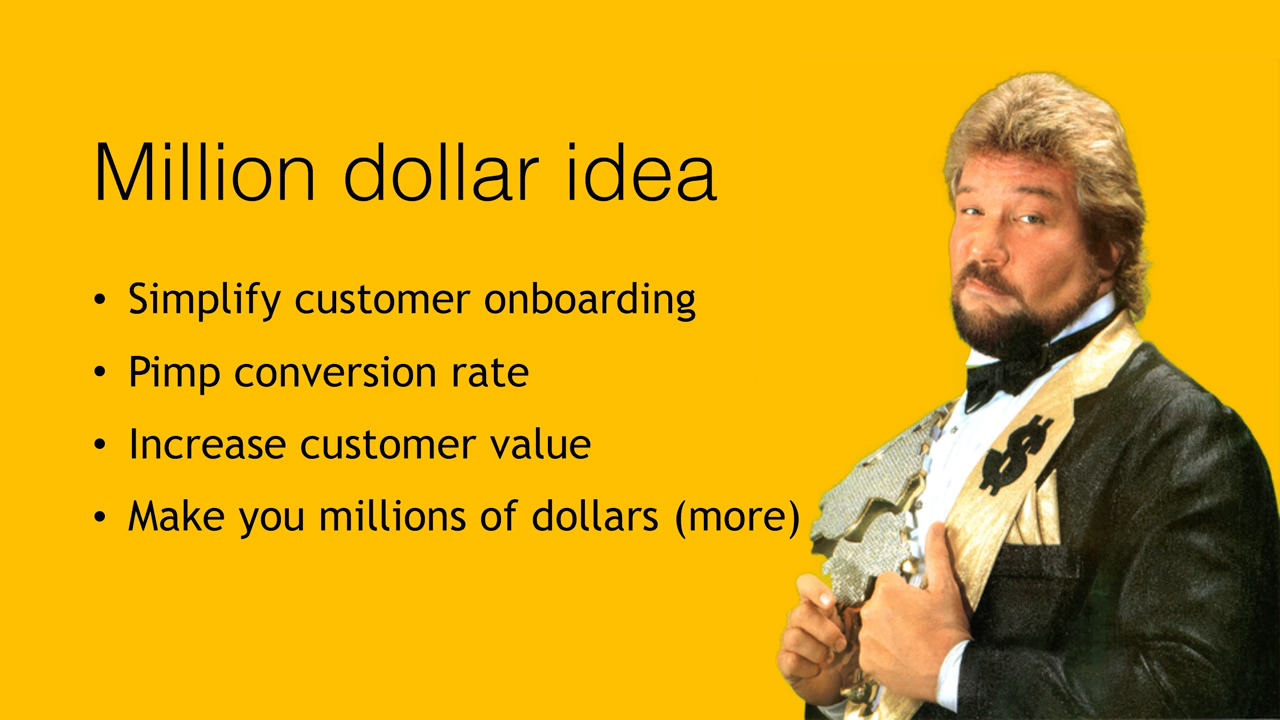 Million dollar idea
• Simplify customer onboarding
• Pimp conversion rate
• Increase customer value
• Make you millions of dollars (more)
$